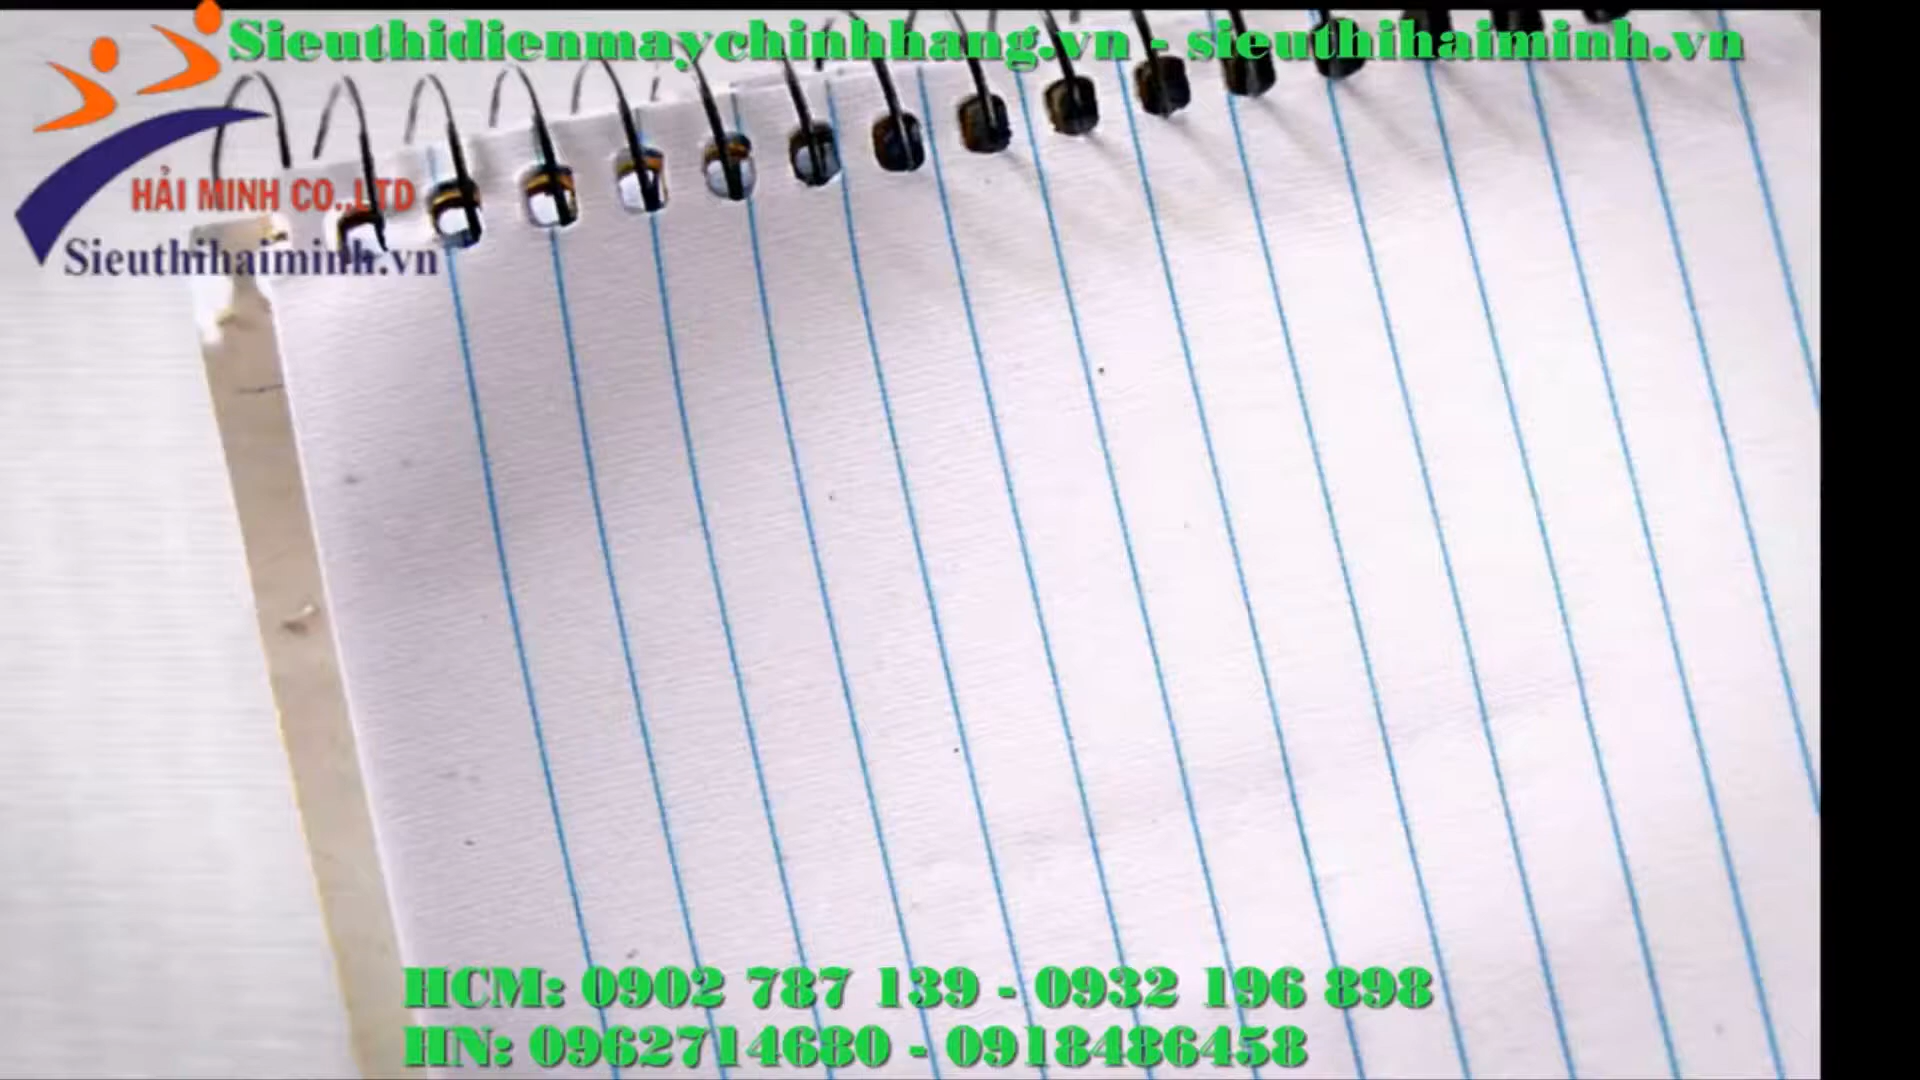 Sieuthidienmaychinhhang.vn - sieuthihaiminh.vn
HẢI MINH CO.,LTD
Sieuthihaiminh.vn
HCM: 0902 787 139 - 0932 196 898
HN: 0962714680 - 0918486458